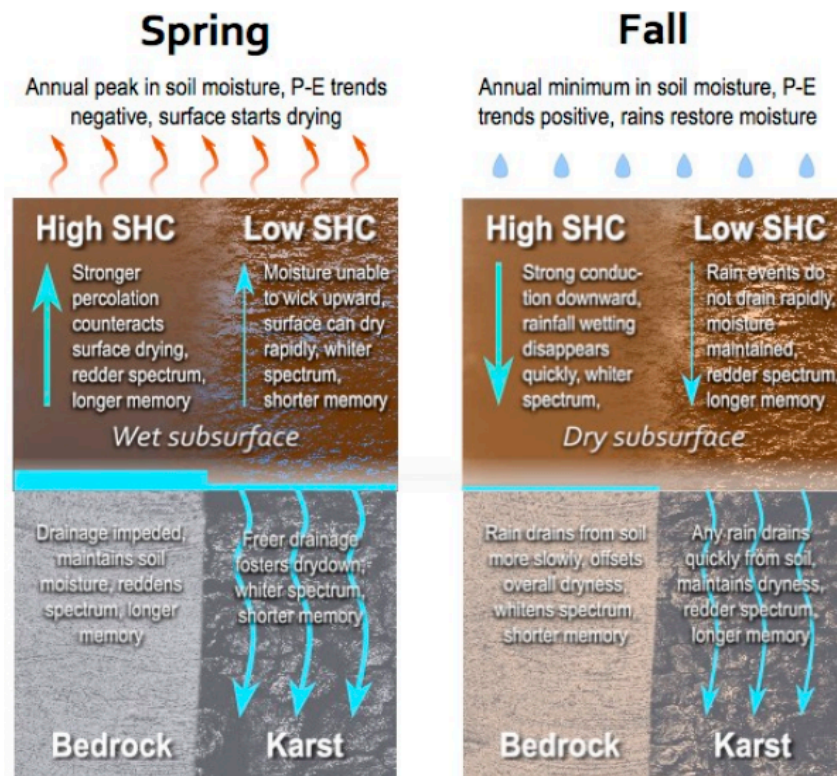 Spring
Annual peak in soil moisture, P-E trends
negative, surface starts drying
High SHC
Stronger
percolation
counteracts
surface drying,
redder spectrum,
longer memory
Low SHC
Moisture unable
to wick upward,
surface can dry
rapidly, whiter
spectrum,
shorter memory
Wet subsurface
Drainage impeded,
maintains soil
moisture, reddens
spectrum, longer
memory
Freer drainage
fosters drydown,
whiter spectrum,
shorter memory
Bedrock
Karst
Fall
Annual minimum in soil moisture, P-E
trends positive, rains restore moisture
High SHC
Strong conduc-
tion downward,
rainfall wetting
disappears
quickly, whiter
spectrum,
Low SHC
Rain events do
not drain rapidly,
moisture
maintained,
redder spectrum,
longer memory
Dry subsurface
Rain drains from soil
more slowly, offsets
overall dryness,
whitens spectrum,
shorter memory
Any rain drains
quickly from soil,
maintains dryness,
redder spectrum,
longer memory
Bedrock
Karst